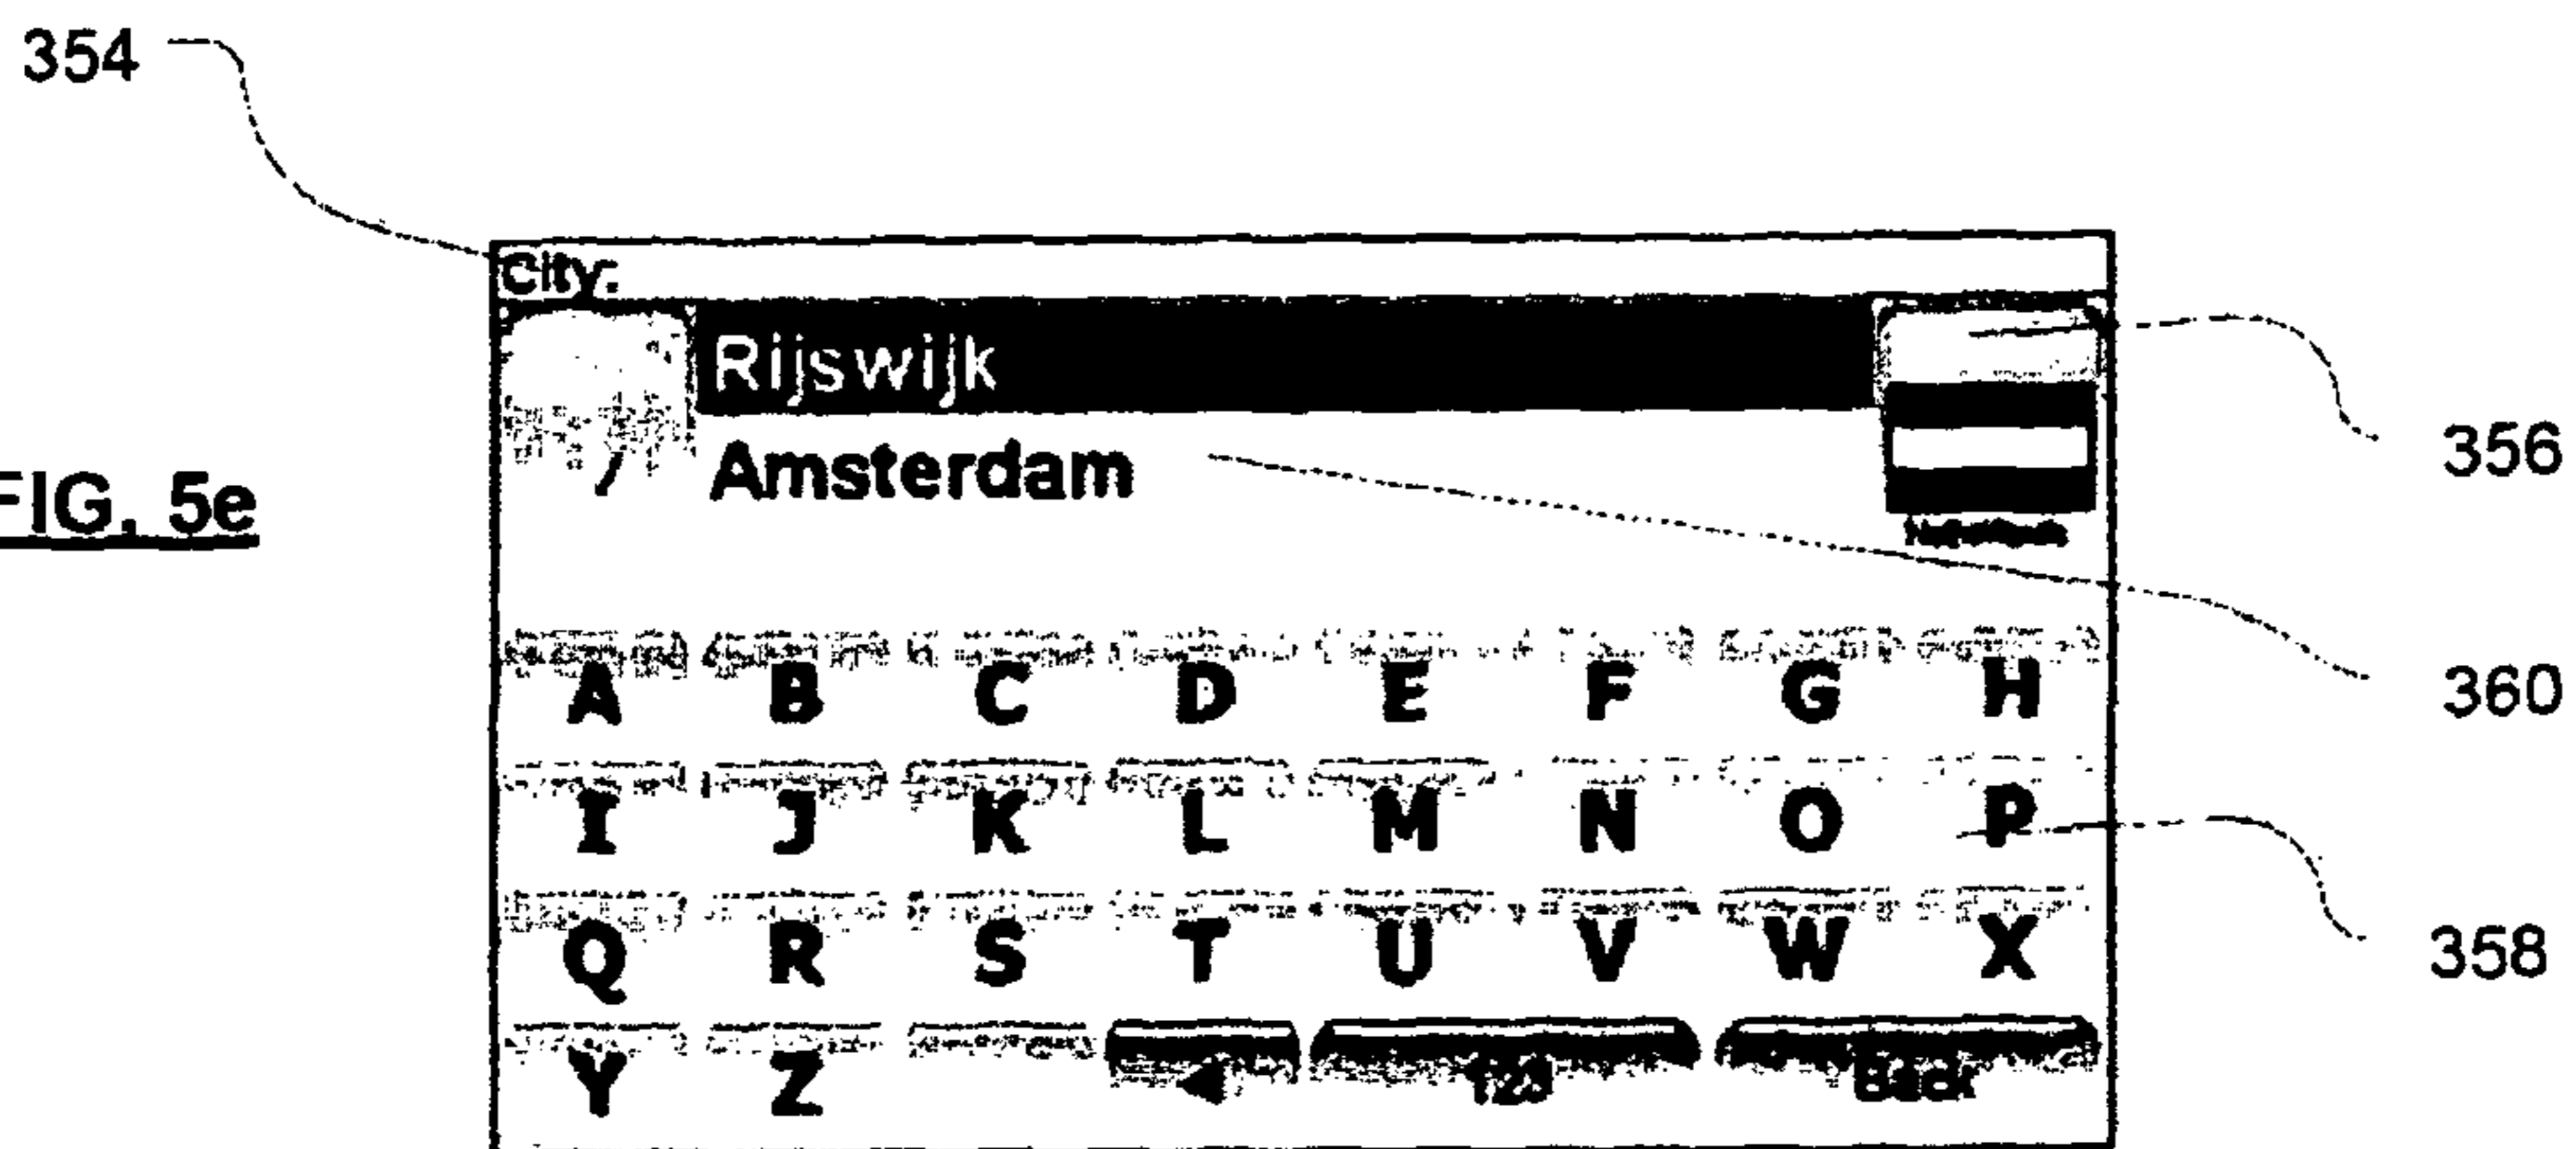 354
City:
Rijswijk
356
Amsterdam
FIG. 5e
360
A B C D E F G H
I J K L M N O P
358
Q R S T U V W X
Y Z 123 Back